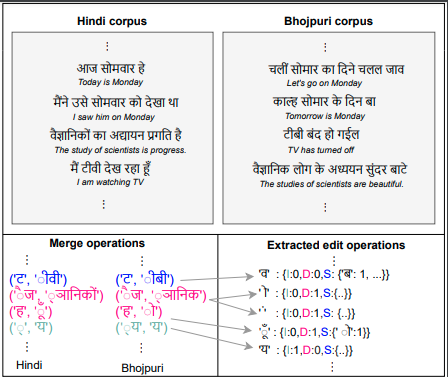 Hindi corpus
⋮
आज सोमवार हे
Today is Monday
मैंने उसे सोमवार को देखा था
I saw him on Monday
वैज्ञानिकों का अद्यायन प्रगति है
The study of scientists is progress.
मैं टीवी देख रहा हूँ
I am watching TV
⋮
Bhojpuri corpus
⋮
चलीं सोमार का दिने चलल जाव
Let's go on Monday
काल्ह सोमार के दिन बा
Tomorrow is Monday
टीबी बंद हो गईल
TV has turned off
वैज्ञानिक लोग के अध्ययन सुंदर बाटे
The studies of scientists are beautiful.
⋮
Merge operations
⋮
('ट', 'ीवी')
('ैज', '्ञानिकों')
('ह', 'ूँ')
('्', 'य')
⋮
Hindi
⋮
('ट', 'ीबी')
('ैज', '्ञानिक')
('ह', 'ो')
('्य', 'य')
⋮
Bhojpuri
Extracted edit operations
⋮
'व' : {I:0,D:0,S: {'ब': 1, ...}}
'ो' : {I:0,D:1,S:{..}}
'ं' : {I:0,D:1,S: {..}}
'ूँ' : {I:0,D:1,S:{'ो':1}}
'य' : {I:1,D:0,S:{..}}
⋮